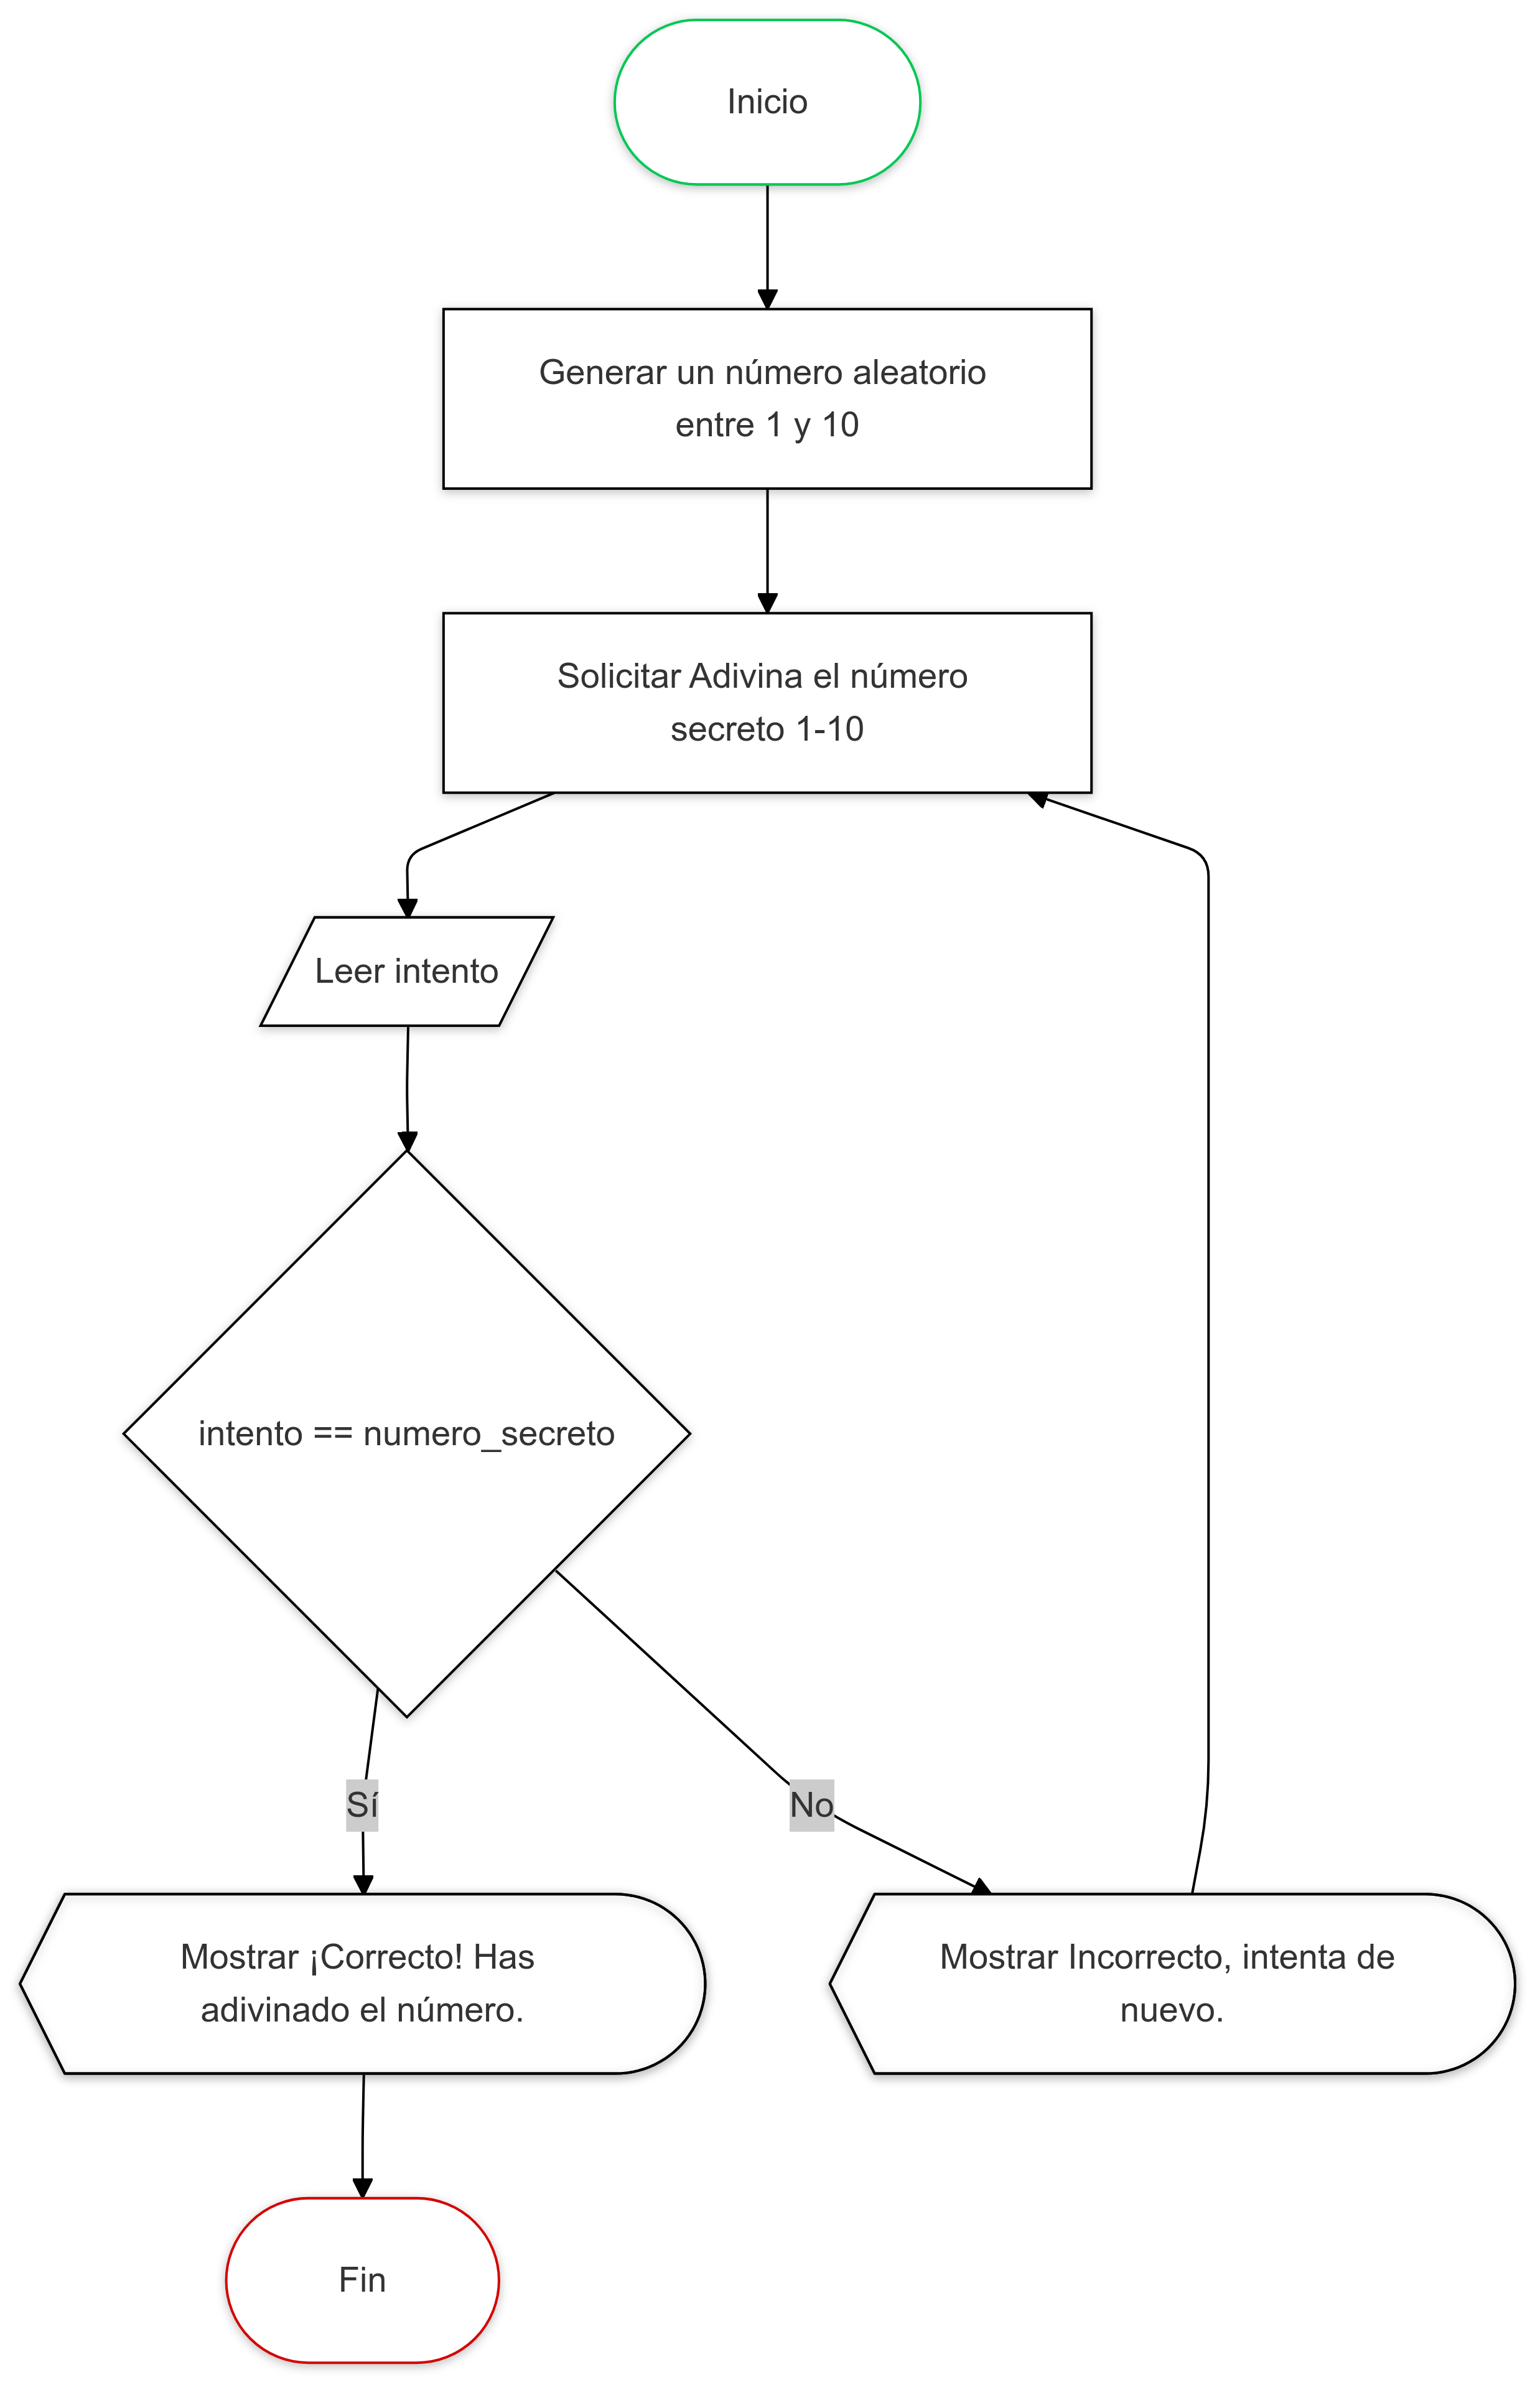 Inicio
Generar un número aleatorio
entre 1 y 10
Solicitar Adivina el número
secreto 1-10
Leer intento
intento == numero_secreto
Sí
No
Mostrar ¡Correcto! Has
adivinado el número.
Mostrar Incorrecto, intenta de
nuevo.
Fin